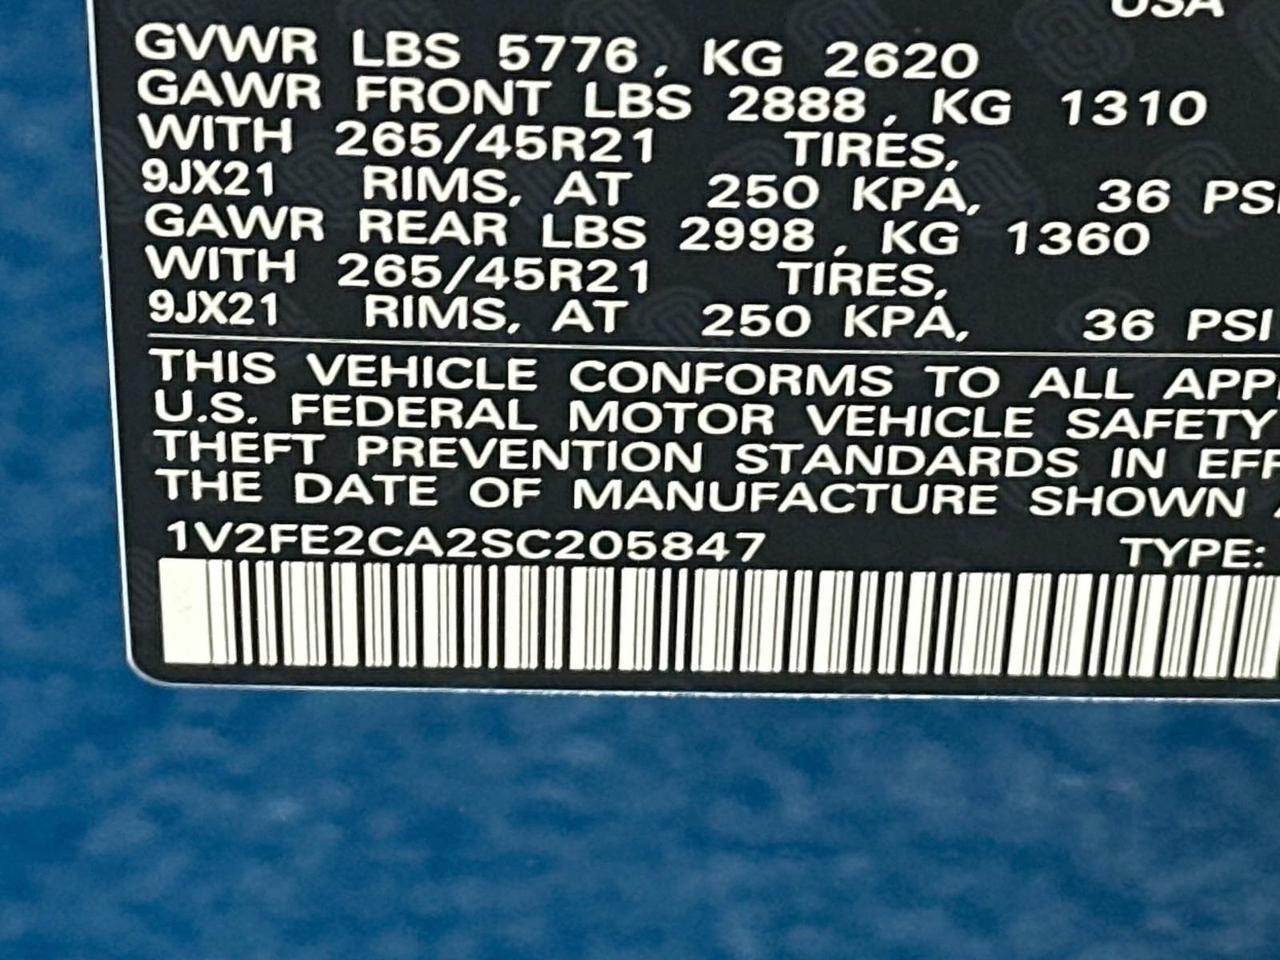 USA
GVWR LBS 5776, KG 2620
GAWR FRONT LBS 2888, KG 1310
WITH 265/45R21 TIRES,
9JX21 RIMS, AT 250 KPA, 36 PSI
GAWR REAR LBS 2998, KG 1360
WITH 265/45R21 TIRES,
9JX21 RIMS, AT 250 KPA, 36 PSI
THIS VEHICLE CONFORMS TO ALL APP
U.S. FEDERAL MOTOR VEHICLE SAFETY
THEFT PREVENTION STANDARDS IN EFF
THE DATE OF MANUFACTURE SHOWN A
1V2FE2CA2SC205847 TYPE: